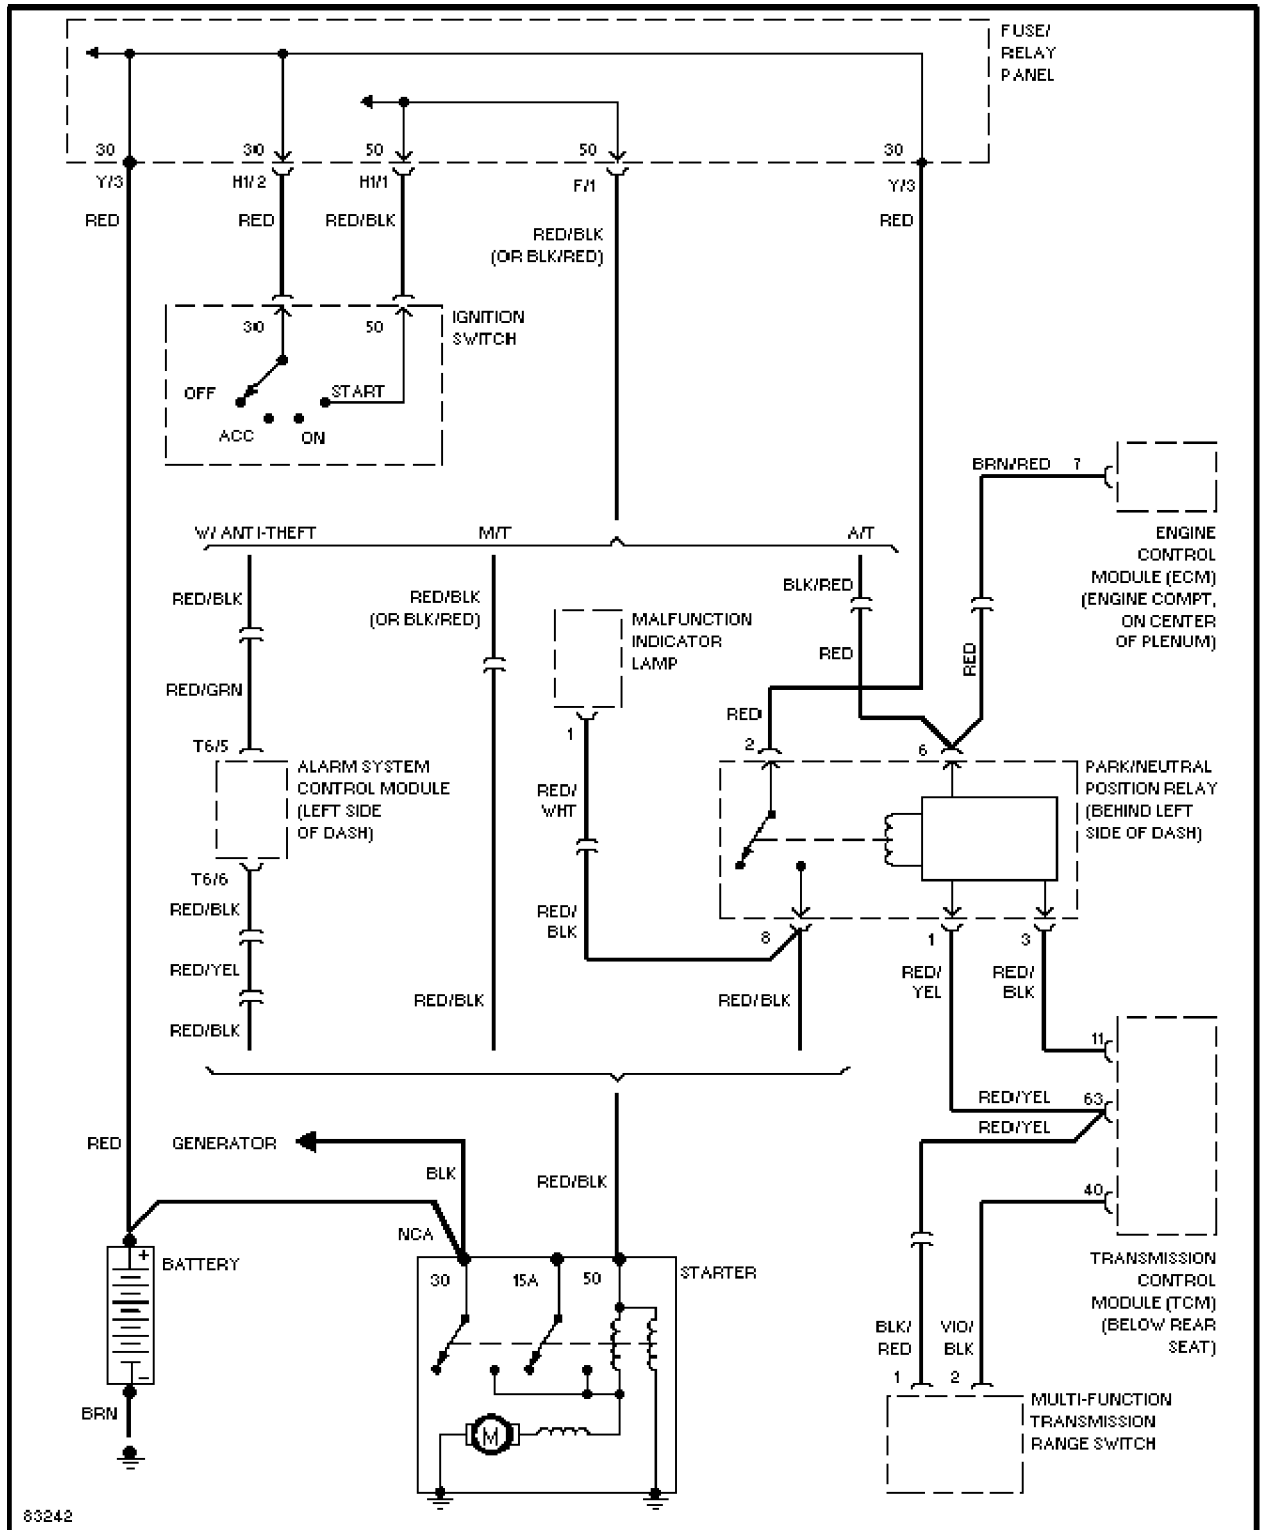 FUSE/
RELAY
PANEL
30
30
50
50
30
Y/3
H1/2
H1/1
F/1
Y/3
RED
RED
RED/BLK
RED/BLK
(OR BLK/RED)
RED
30
50
IGNITION
SWITCH
OFF
START
ACC
ON
BRN/RED
7
ENGINE
CONTROL
MODULE (ECM)
(ENGINE COMPT,
ON CENTER
OF PLENUM)
W/ ANTI-THEFT
M/T
A/T
RED/BLK
RED/BLK
(OR BLK/RED)
BLK/RED
MALFUNCTION
INDICATOR
LAMP
RED
RED
RED/GRN
RED
1
2
6
T6/5
ALARM SYSTEM
CONTROL MODULE
(LEFT SIDE
OF DASH)
RED/
WHT
PARK/NEUTRAL
POSITION RELAY
(BEHIND LEFT
SIDE OF DASH)
T6/6
RED/BLK
RED/
BLK
8
1
3
RED/YEL
RED/
YEL
RED/
BLK
RED/BLK
RED/BLK
RED/BLK
11
RED/YEL
63
RED/YEL
RED
GENERATOR
BLK
RED/BLK
40
NCA
+
BATTERY
-
30
15A
50
STARTER
M
TRANSMISSION
CONTROL
MODULE (TCM)
(BELOW REAR
SEAT)
BLK/
RED
VIO/
BLK
1
2
BRN
MULTI-FUNCTION
TRANSMISSION
RANGE SWITCH
83242